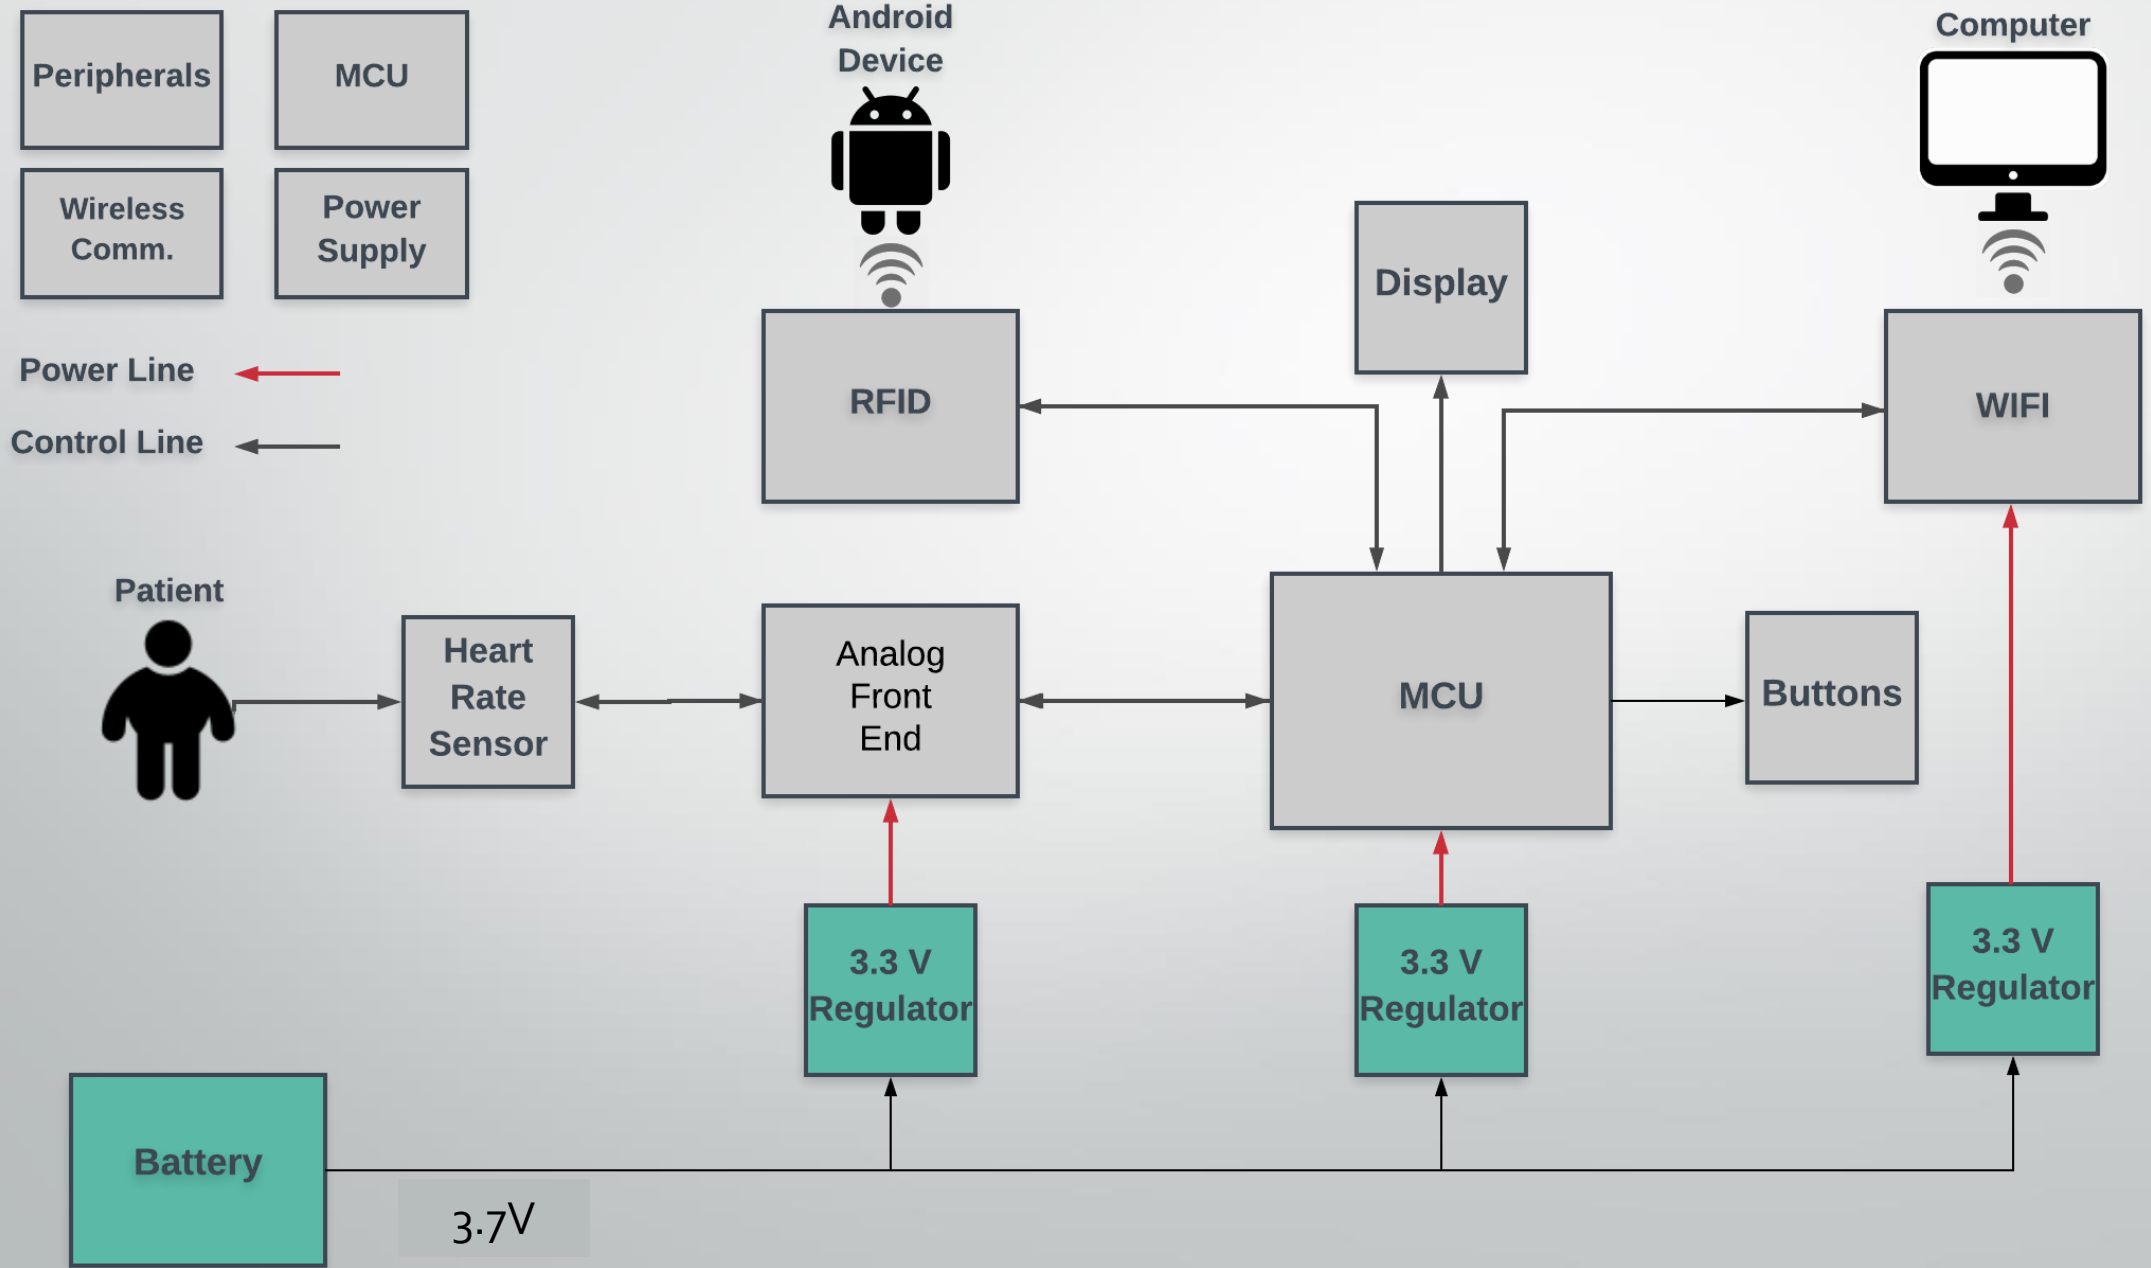 Peripherals
MCU
Wireless
Comm.
Power
Supply
Power Line
Control Line
Android
Device
Computer
Display
RFID
WIFI
Patient
Heart
Rate
Sensor
Analog
Front
End
MCU
Buttons
3.3 V
Regulator
3.3 V
Regulator
3.3 V
Regulator
Battery
3.7V